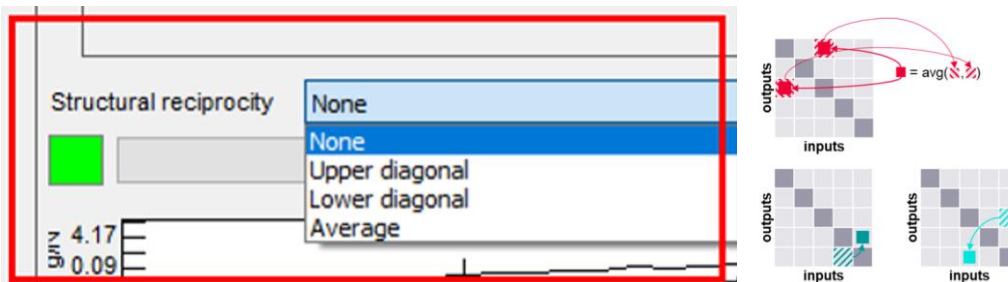 Structural reciprocity
None
None
Upper diagonal
Lower diagonal
Average
4.17
g/N
0.09
outputs
inputs
= avg( , )
outputs
inputs
outputs
inputs